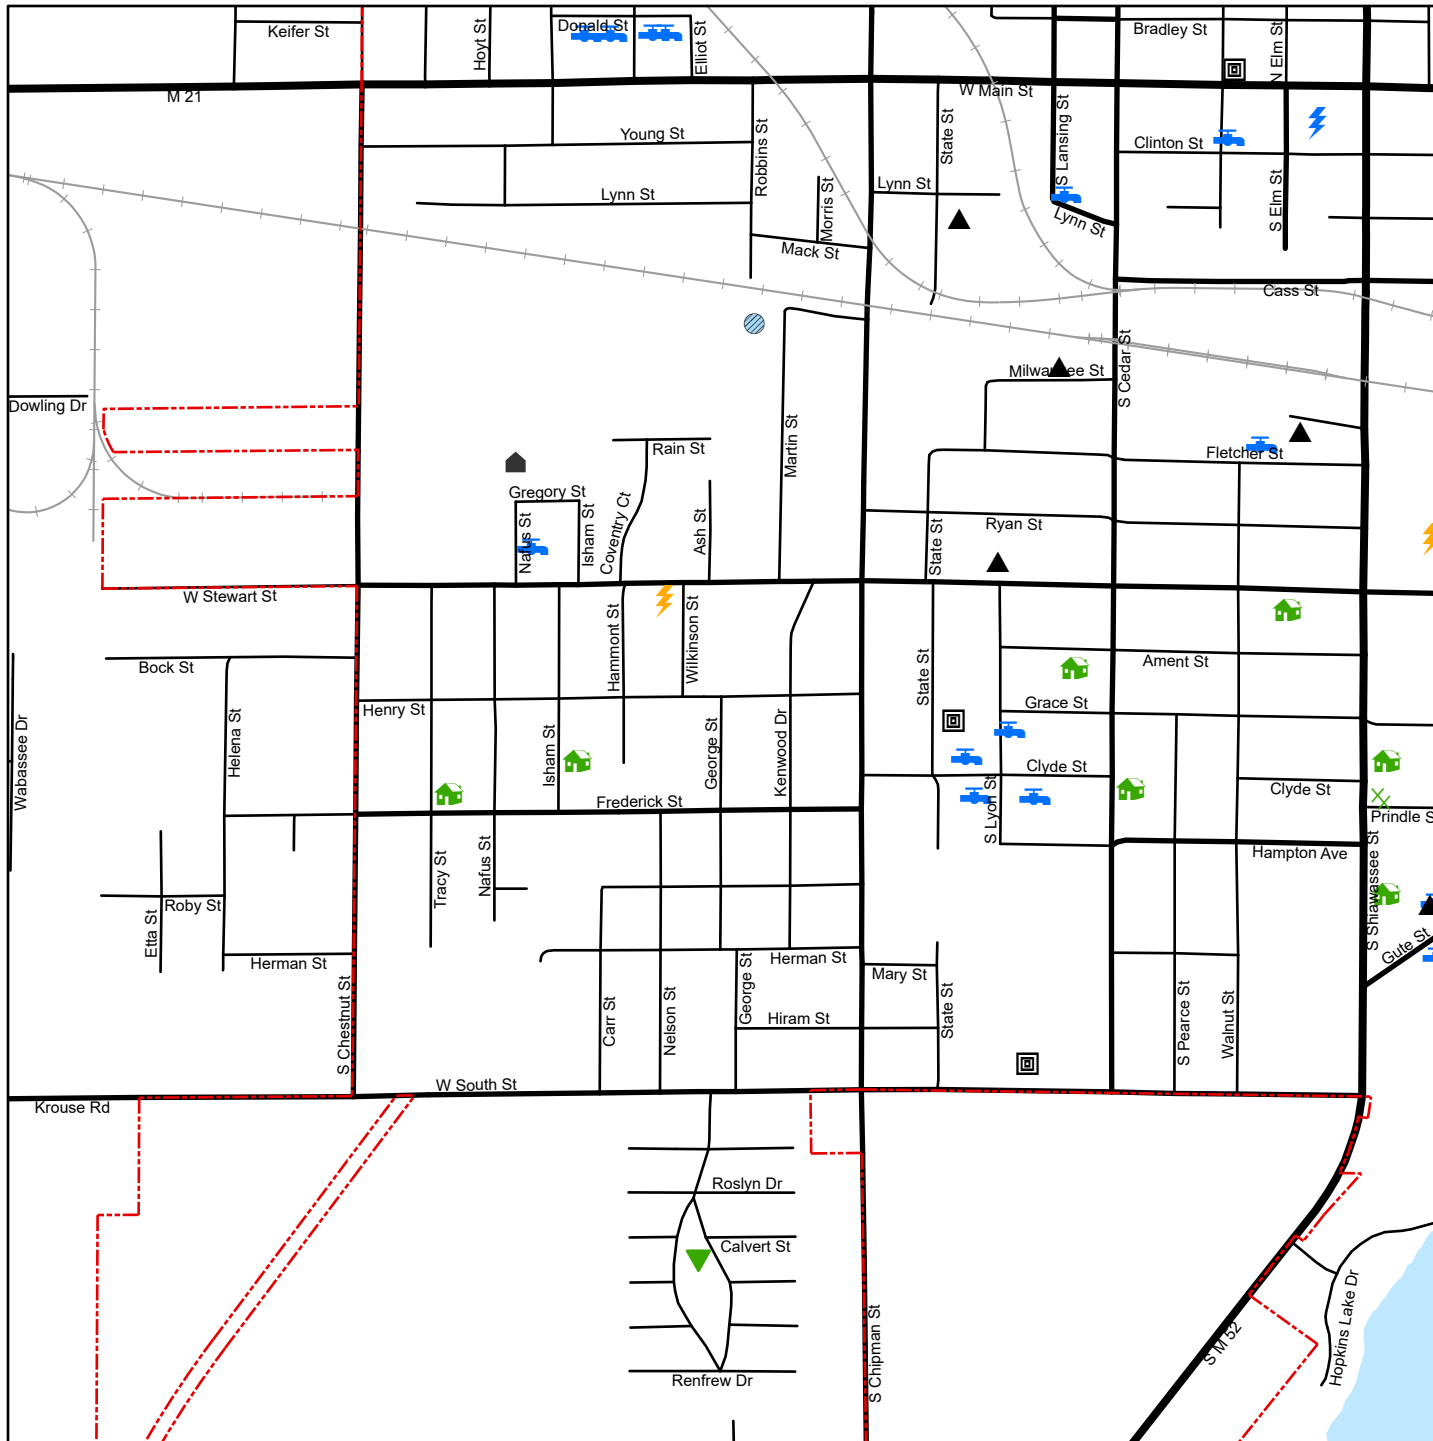 Keifer St
Hoyt St
Donald St
Elliot St
Bradley St
N Elm St
M 21
W Main St
Young St
Robbins St
State St
S Lansing St
Clinton St
Lynn St
Morris St
Lynn St
Lynn St
S Elm St
Mack St
Cass St
S Cedar St
Milwaukee St
Dowling Dr
Martin St
Rain St
Fletcher St
Gregory St
Nafus St
Isham St
Coventry Ct
Ash St
State St
Ryan St
W Stewart St
Hammont St
Wilkinson St
Bock St
State St
Ament St
Henry St
Grace St
Wabassee Dr
Helena St
Isham St
George St
Kenwood Dr
Clyde St
Clyde St
Frederick St
S Lyon St
Prindle S
Hampton Ave
Tracy St
Nafus St
S Shiawassee St
Roby St
Etta St
Gute St
Herman St
Herman St
Mary St
S Chestnut St
Carr St
Nelson St
George St
Hiram St
State St
S Pearce St
Walnut St
W South St
Krouse Rd
Roslyn Dr
Calvert St
S Chipman St
Hopkins Lake Dr
S M 52
Renfrew Dr